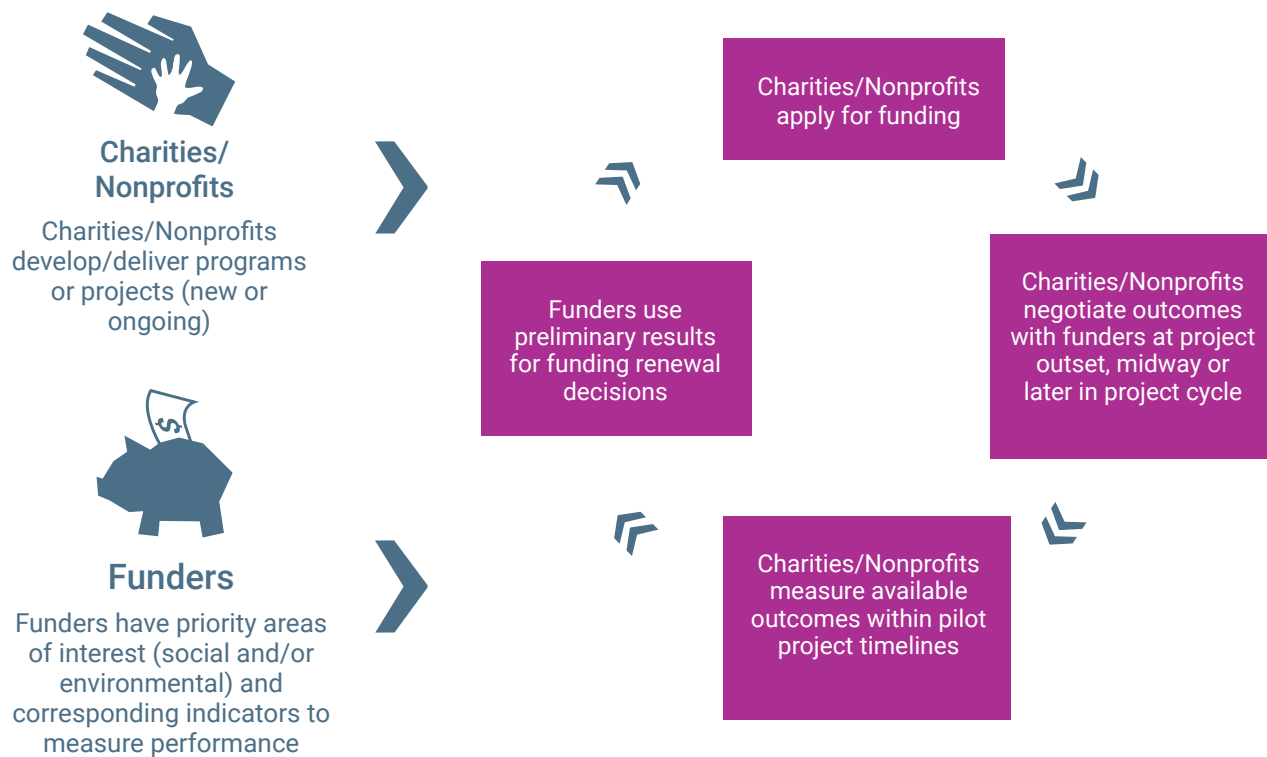 Charities/
Nonprofits
Charities/Nonprofits
develop/deliver programs
or projects (new or
ongoing)
$
Funders
Funders have priority areas
of interest (social and/or
environmental) and
corresponding indicators to
measure performance
Charities/Nonprofits
apply for funding
Charities/Nonprofits
negotiate outcomes
with funders at project
outset, midway or
later in project cycle
Charities/Nonprofits
measure available
outcomes within pilot
project timelines
Funders use
preliminary results
for funding renewal
decisions